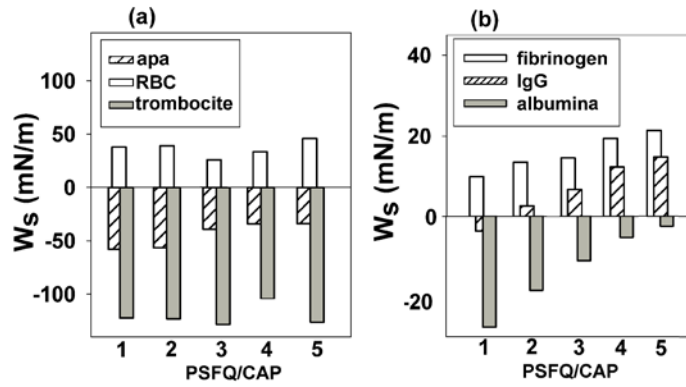 (a)
apa
RBC
trombocite
100
50
0
-50
-100
Ws (mN/m)
1 2 3 4 5
PSFQ/CAP
(b)
fibrinogen
IgG
albumina
40
20
10
0
-20
Ws (mN/m)
1 2 3 4 5
PSFQ/CAP